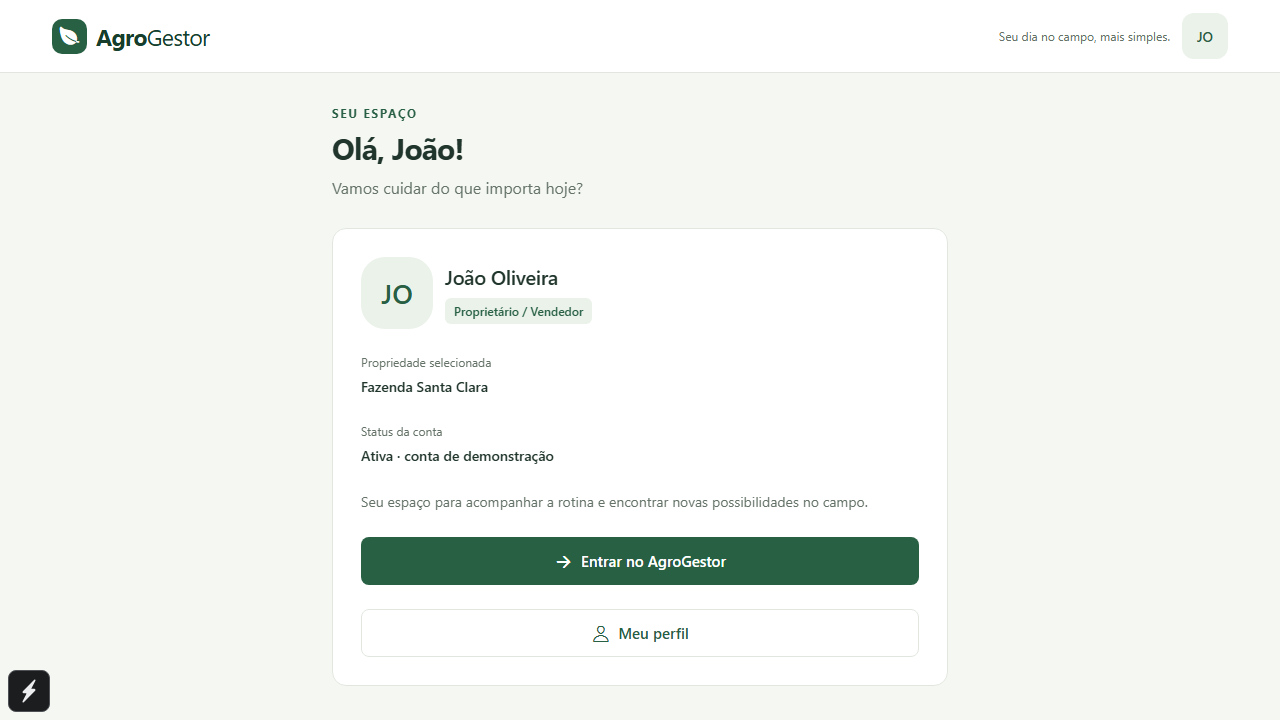 AgroGestor
Seu dia no campo, mais simples.
JO
SEU ESPAÇO
Olá, João!
Vamos cuidar do que importa hoje?
JO
João Oliveira
Proprietário / Vendedor
Propriedade selecionada
Fazenda Santa Clara
Status da conta
Ativa · conta de demonstração
Seu espaço para acompanhar a rotina e encontrar novas possibilidades no campo.
Entrar no AgroGestor
Meu perfil